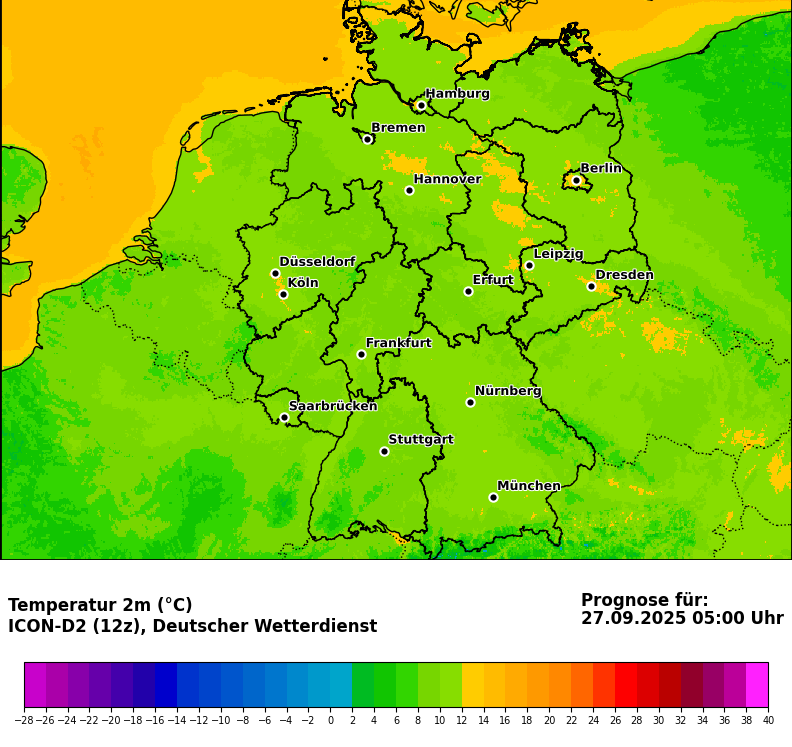 Hamburg
Bremen
Berlin
Hannover
Leipzig
Düsseldorf
Dresden
Köln
Erfurt
Frankfurt
Nürnberg
Saarbrücken
Stuttgart
München
Temperatur 2m (°C)
ICON-D2 (12z), Deutscher Wetterdienst
Prognose für:
27.09.2025 05:00 Uhr
−28 −26 −24 −22 −20 −18 −16 −14 −12 −10 −8 −6 −4 −2 0 2 4 6 8 10 12 14 16 18 20 22 24 26 28 30 32 34 36 38 40